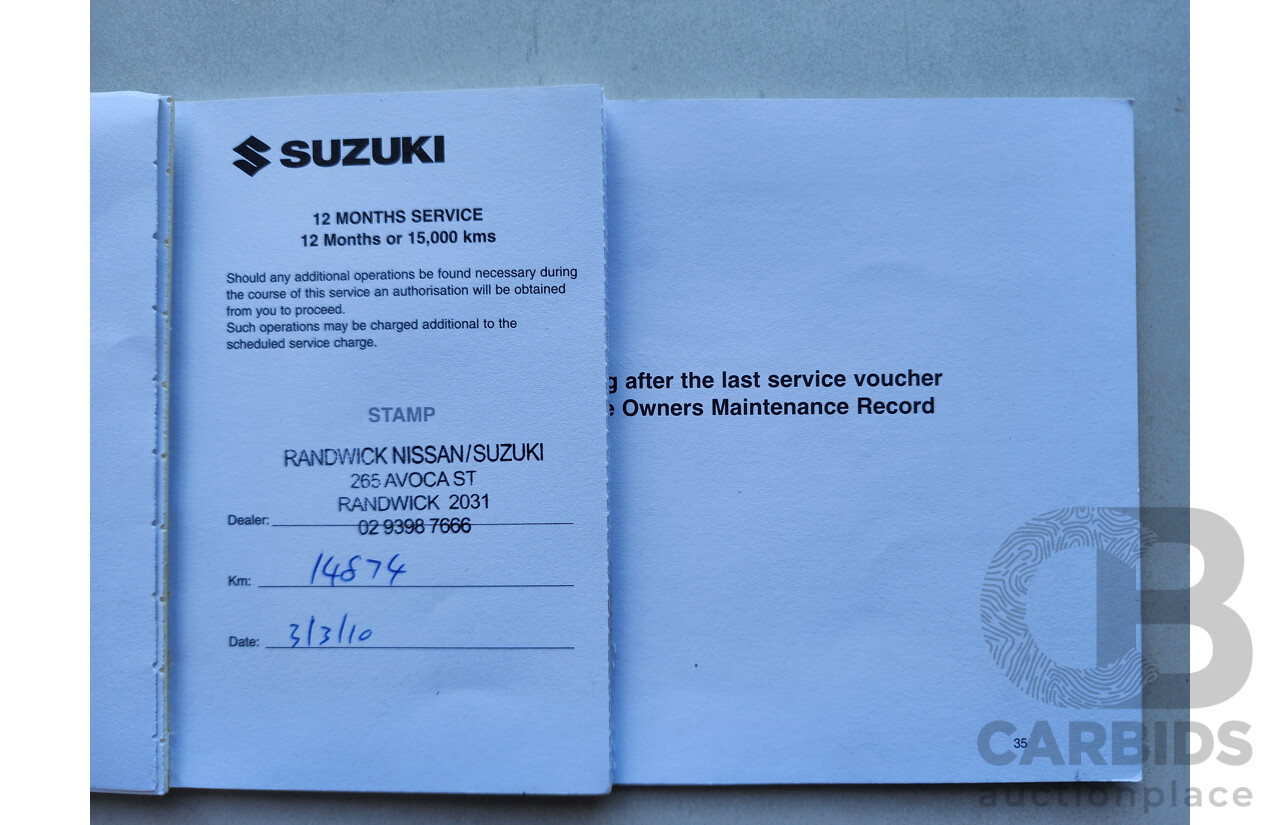 SUZUKI
12 MONTHS SERVICE
12 Months or 15,000 kms
Should any additional operations be found necessary during
the course of this service an authorisation will be obtained
from you to proceed.
Such operations may be charged additional to the
scheduled service charge.
STAMP
RANDWICK NISSAN/SUZUKI
265 AVOCA ST
RANDWICK 2031
Dealer: 02 9398 7666
Km: 14874
Date: 3/3/10
after the last service voucher
Owners Maintenance Record
35
CB
CARBIDS
auctionplace